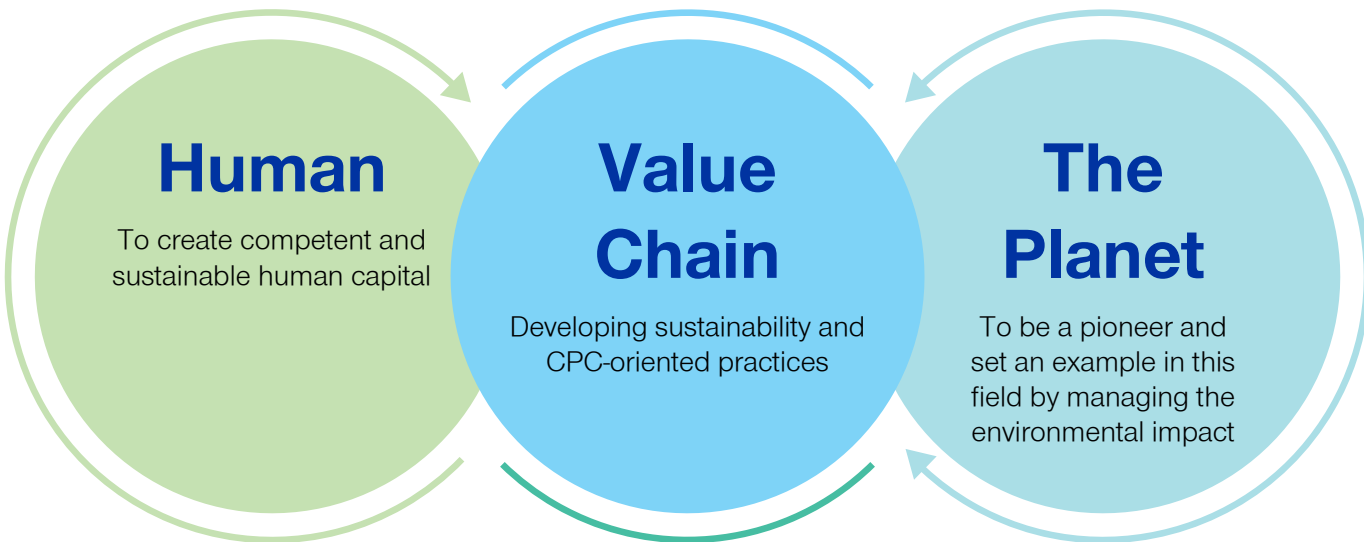 Human
To create competent and
sustainable human capital
Value
Chain
Developing sustainability and
CPC-oriented practices
The
Planet
To be a pioneer and
set an example in this
field by managing the
environmental impact